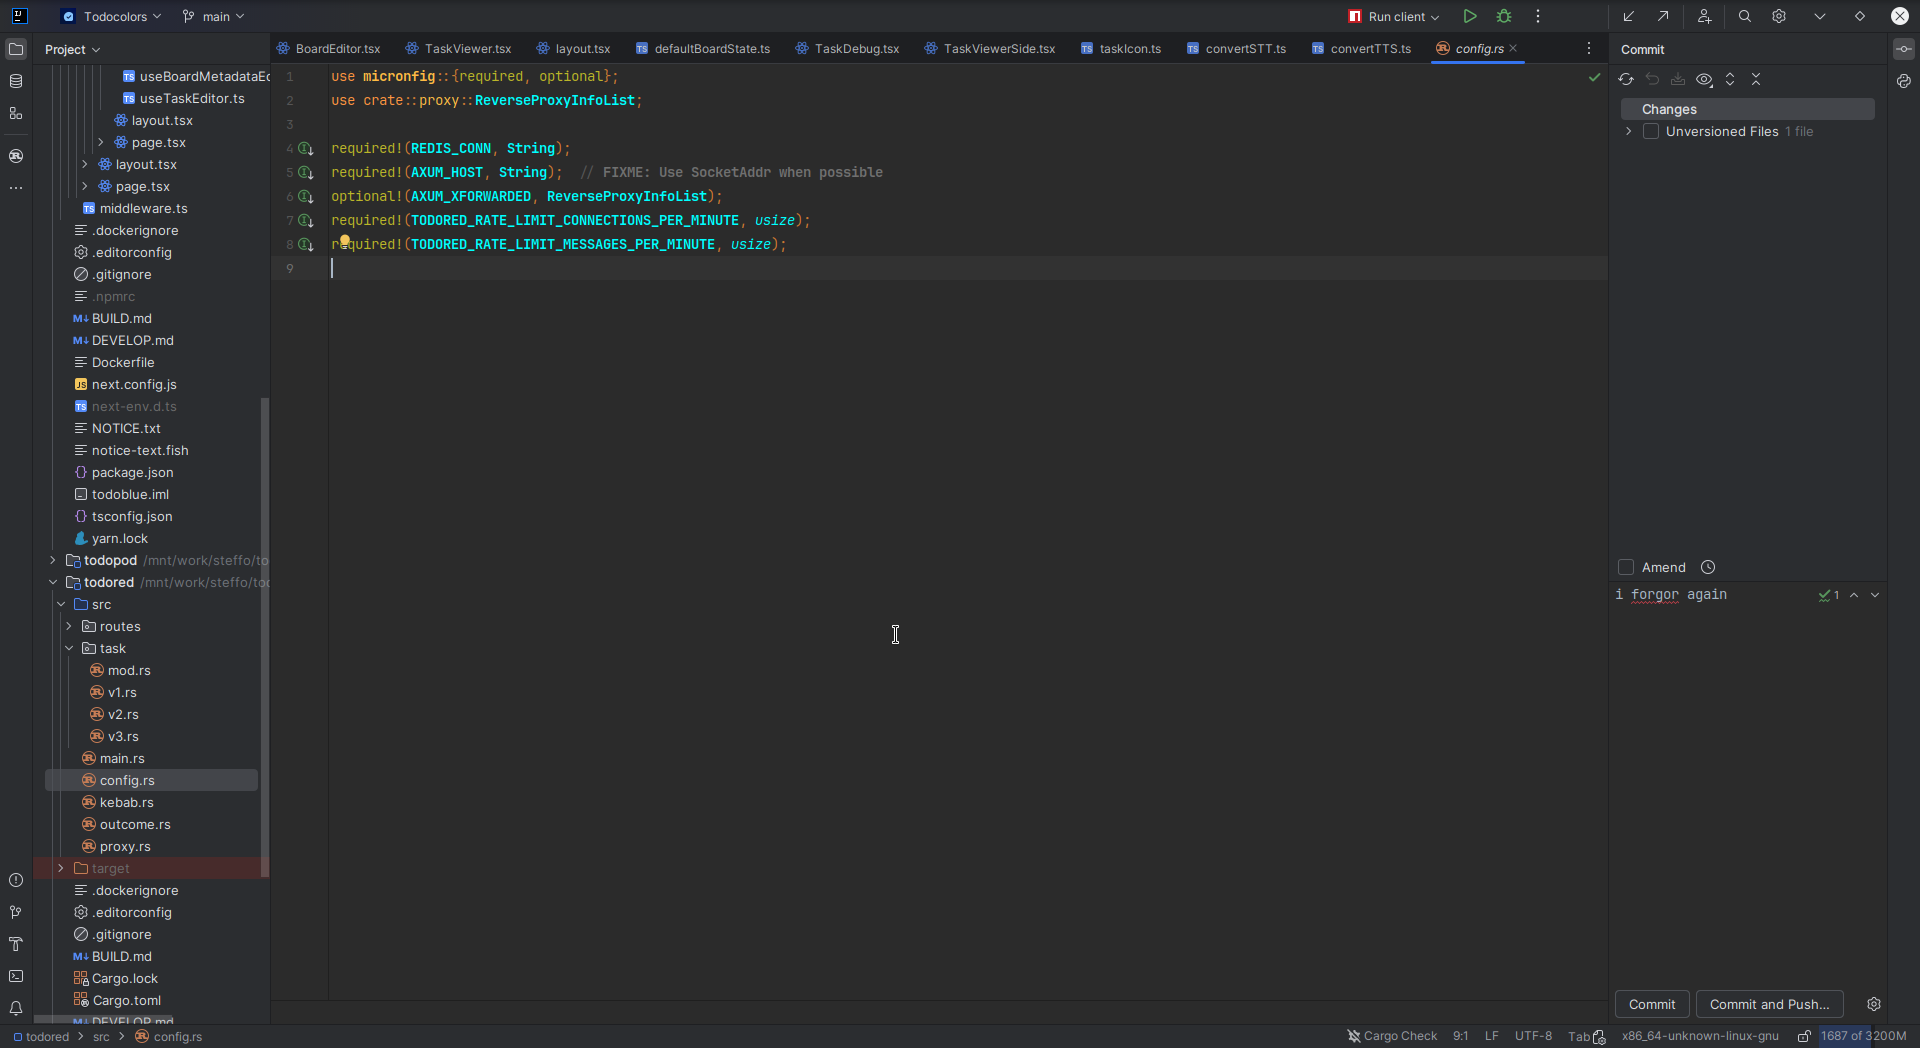 Todocolors
main
Run client
Project
BoardEditor.tsx
TaskViewer.tsx
layout.tsx
defaultBoardState.ts
TaskDebug.tsx
TaskViewerSide.tsx
taskIcon.ts
convertSTT.ts
convertTTS.ts
config.rs
Commit
useBoardMetadataEd
useTaskEditor.ts
layout.tsx
page.tsx
layout.tsx
page.tsx
middleware.ts
.dockerignore
.editorconfig
.gitignore
.npmrc
BUILD.md
DEVELOP.md
Dockerfile
next.config.js
next-env.d.ts
NOTICE.txt
notice-text.fish
package.json
todoblue.iml
tsconfig.json
yarn.lock
todopod /mnt/work/steffo/to
todored /mnt/work/steffo/too
src
routes
task
mod.rs
v1.rs
v2.rs
v3.rs
main.rs
config.rs
kebab.rs
outcome.rs
proxy.rs
target
.dockerignore
.editorconfig
.gitignore
BUILD.md
Cargo.lock
Cargo.toml
DEVELOP.md
1 use micronfig::{required, optional};
2 use crate::proxy::ReverseProxyInfoList;
3
4 required!(REDIS_CONN, String);
5 required!(AXUM_HOST, String);  // FIXME: Use SocketAddr when possible
6 optional!(AXUM_XFORWARDED, ReverseProxyInfoList);
7 required!(TODORED_RATE_LIMIT_CONNECTIONS_PER_MINUTE, usize);
8 required!(TODORED_RATE_LIMIT_MESSAGES_PER_MINUTE, usize);
9
Changes
Unversioned Files 1 file
Amend
i forgor again
1
Commit
Commit and Push...
todored
src
config.rs
Cargo Check
9:1
LF
UTF-8
Tab
x86_64-unknown-linux-gnu
1687 of 3200M